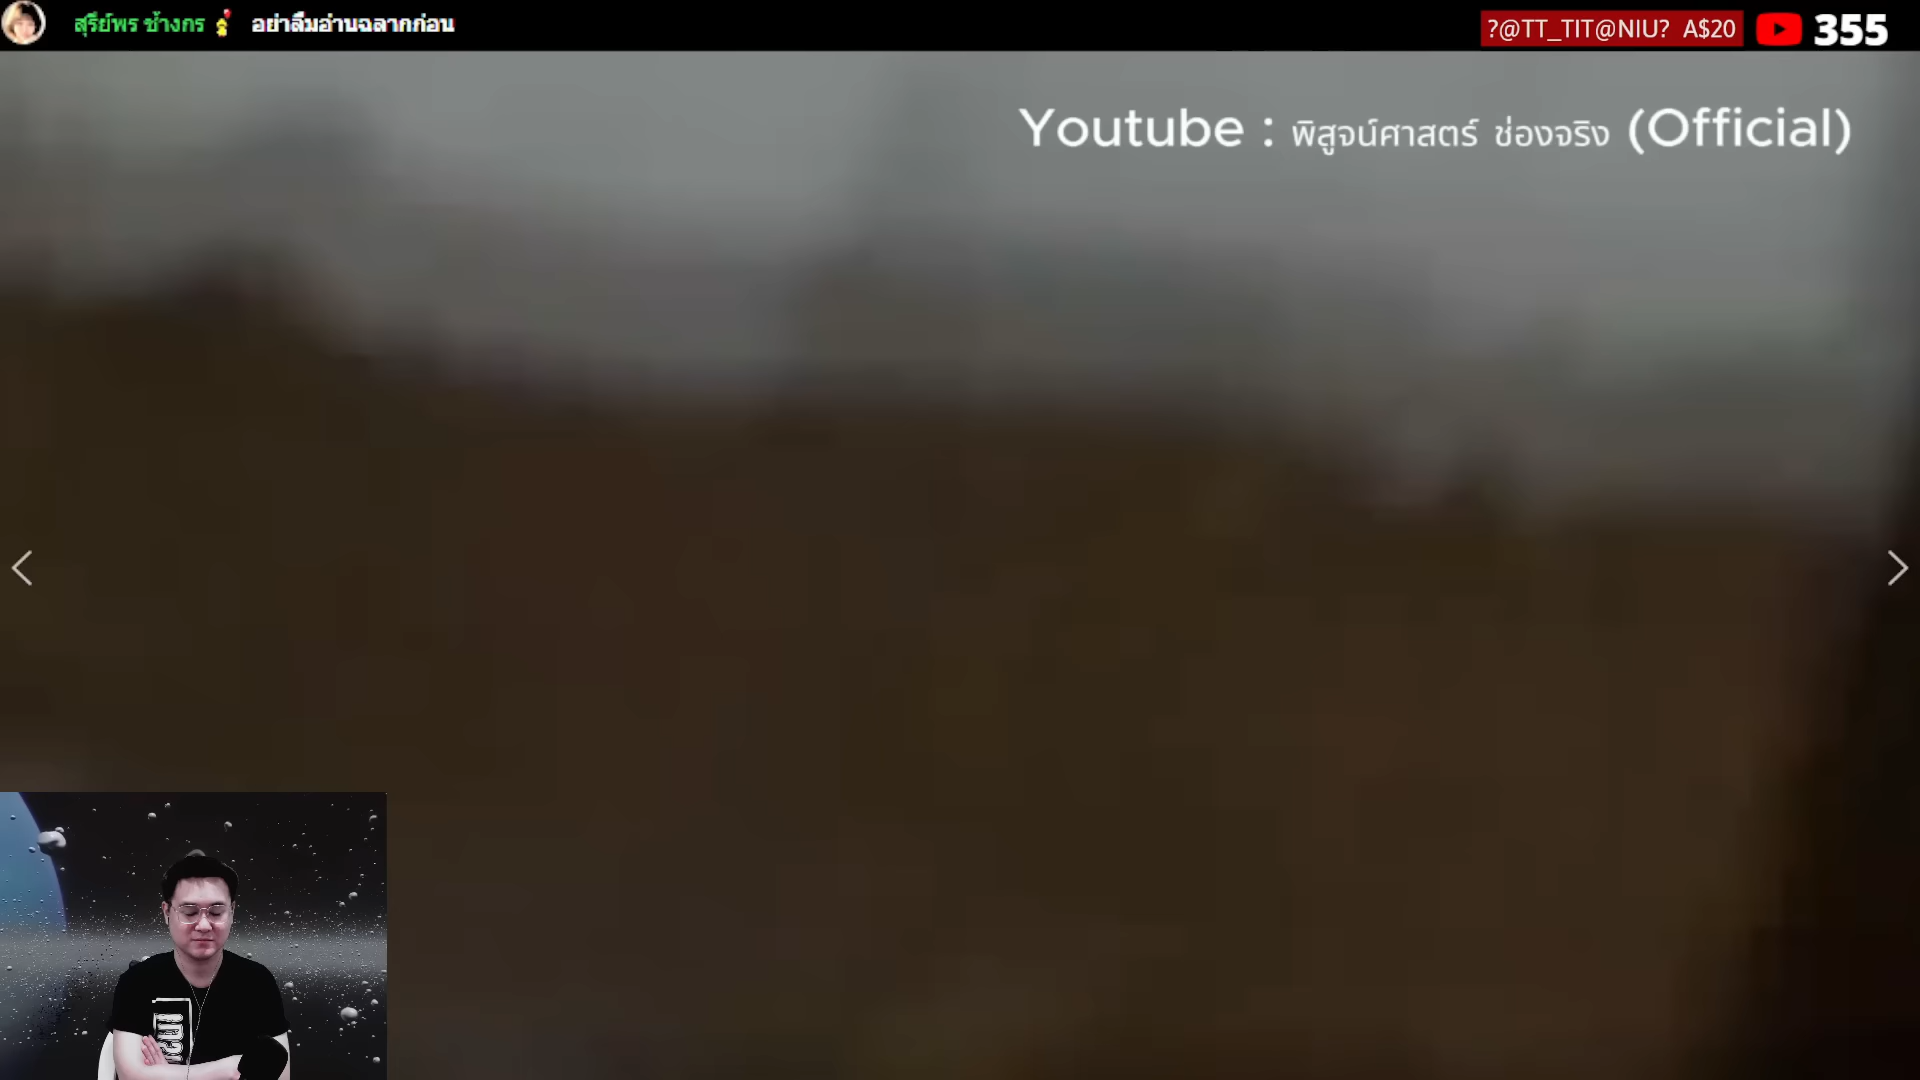 สุรีย์พร ช้างกร อย่าลืมอ่านฉลากก่อน
?@TT_TIT@NIU? A$20 355
Youtube : พิสูจน์ศาสตร์ ช่องจริง (Official)